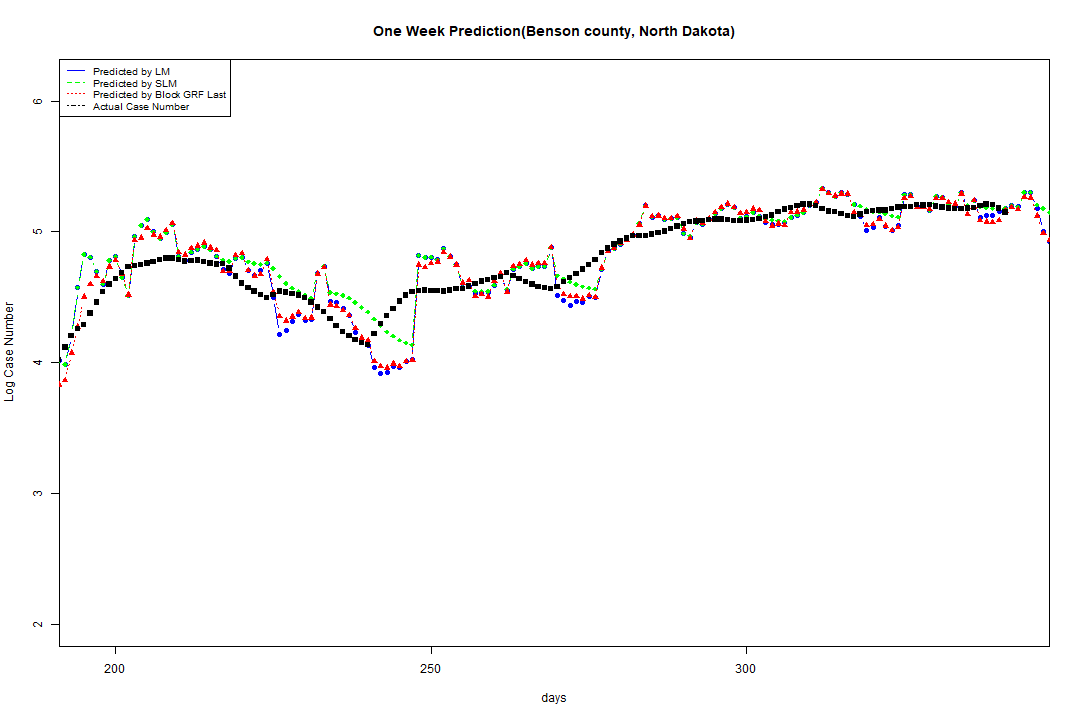 One Week Prediction(Benson county, North Dakota)
Predicted by LM
Predicted by SLM
Predicted by Block GRF Last
Actual Case Number
6
5
4
3
2
Log Case Number
200
250
300
days